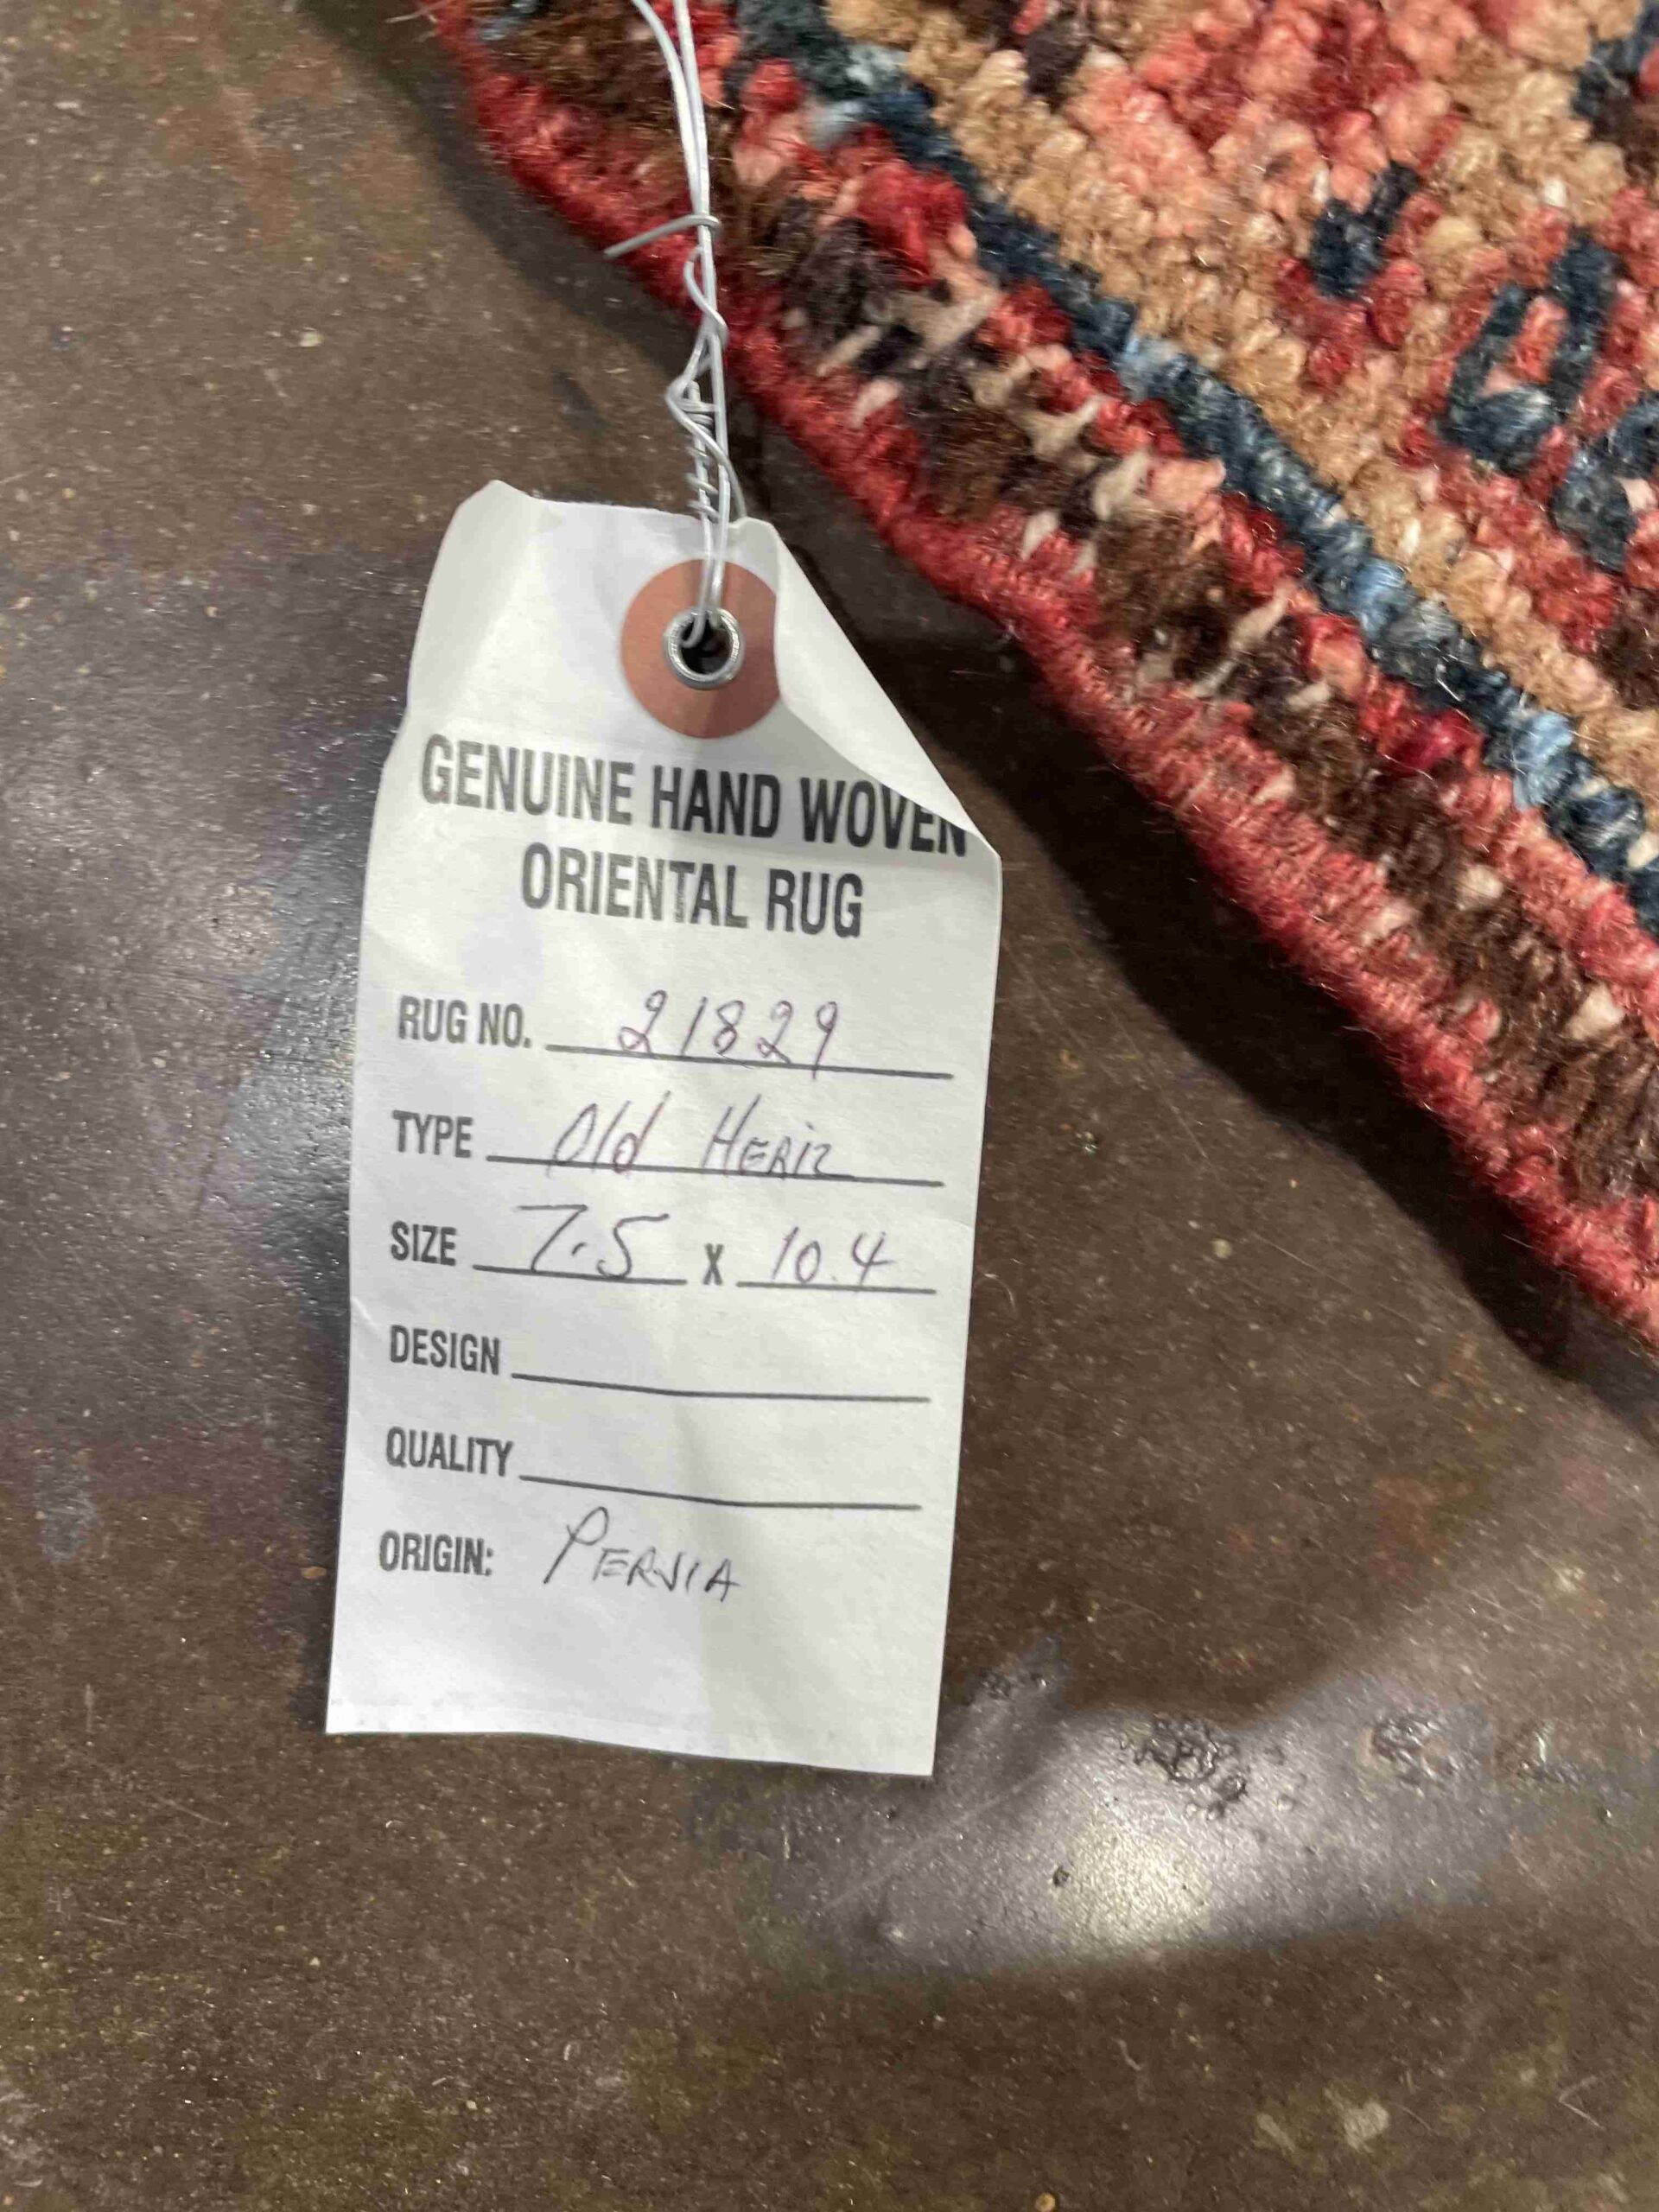 GENUINE HAND WOVEN
ORIENTAL RUG
RUG NO. 21829
TYPE Old HERIZ
SIZE 7.5 X 10.4
DESIGN
QUALITY
ORIGIN: PERSIA